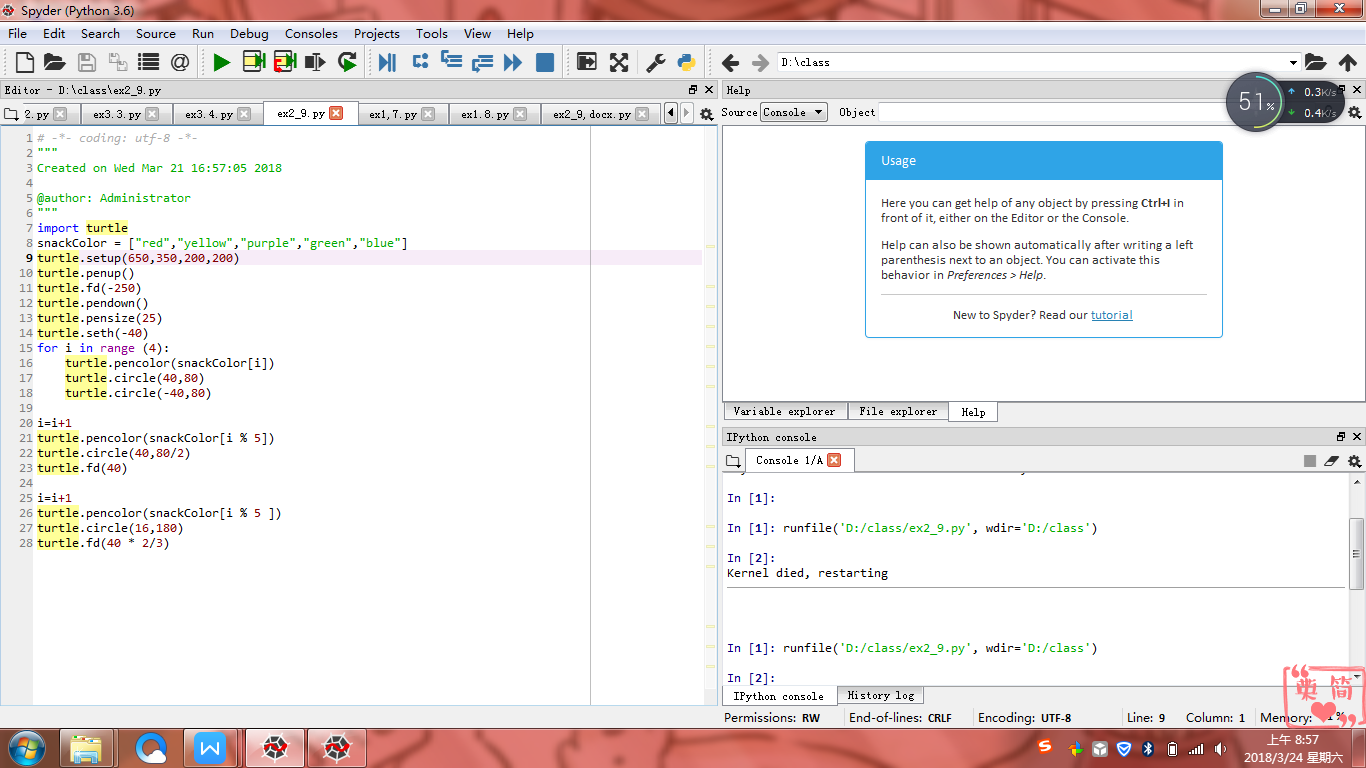 Spyder (Python 3.6)
File Edit Search Source Run Debug Consoles Projects Tools View Help
D:\class
Editor - D:\class\ex2_9.py
2.py ex3.3.py ex3.4.py ex2_9.py ex1,7.py ex1.8.py ex2_9,docx.py
1 # -*- coding: utf-8 -*-
2 """
3 Created on Wed Mar 21 16:57:05 2018
4
5 @author: Administrator
6 """
7 import turtle
8 snackColor = ["red","yellow","purple","green","blue"]
9 turtle.setup(650,350,200,200)
10 turtle.penup()
11 turtle.fd(-250)
12 turtle.pendown()
13 turtle.pensize(25)
14 turtle.seth(-40)
15 for i in range (4):
16     turtle.pencolor(snackColor[i])
17     turtle.circle(40,80)
18     turtle.circle(-40,80)
19
20 i=i+1
21 turtle.pencolor(snackColor[i % 5])
22 turtle.circle(40,80/2)
23 turtle.fd(40)
24
25 i=i+1
26 turtle.pencolor(snackColor[i % 5 ])
27 turtle.circle(16,180)
28 turtle.fd(40 * 2/3)
Help
Source Console Object
51%
0.3K/s
0.4K/s
Usage
Here you can get help of any object by pressing Ctrl+I in
front of it, either on the Editor or the Console.
Help can also be shown automatically after writing a left
parenthesis next to an object. You can activate this
behavior in Preferences > Help.
New to Spyder? Read our tutorial
Variable explorer File explorer Help
IPython console
Console 1/A
In [1]:
In [1]: runfile('D:/class/ex2_9.py', wdir='D:/class')
In [2]:
Kernel died, restarting
In [1]: runfile('D:/class/ex2_9.py', wdir='D:/class')
In [2]:
IPython console History log
Permissions: RW End-of-lines: CRLF Encoding: UTF-8 Line: 9 Column: 1 Memory: %
简
上午 8:57
2018/3/24 星期六